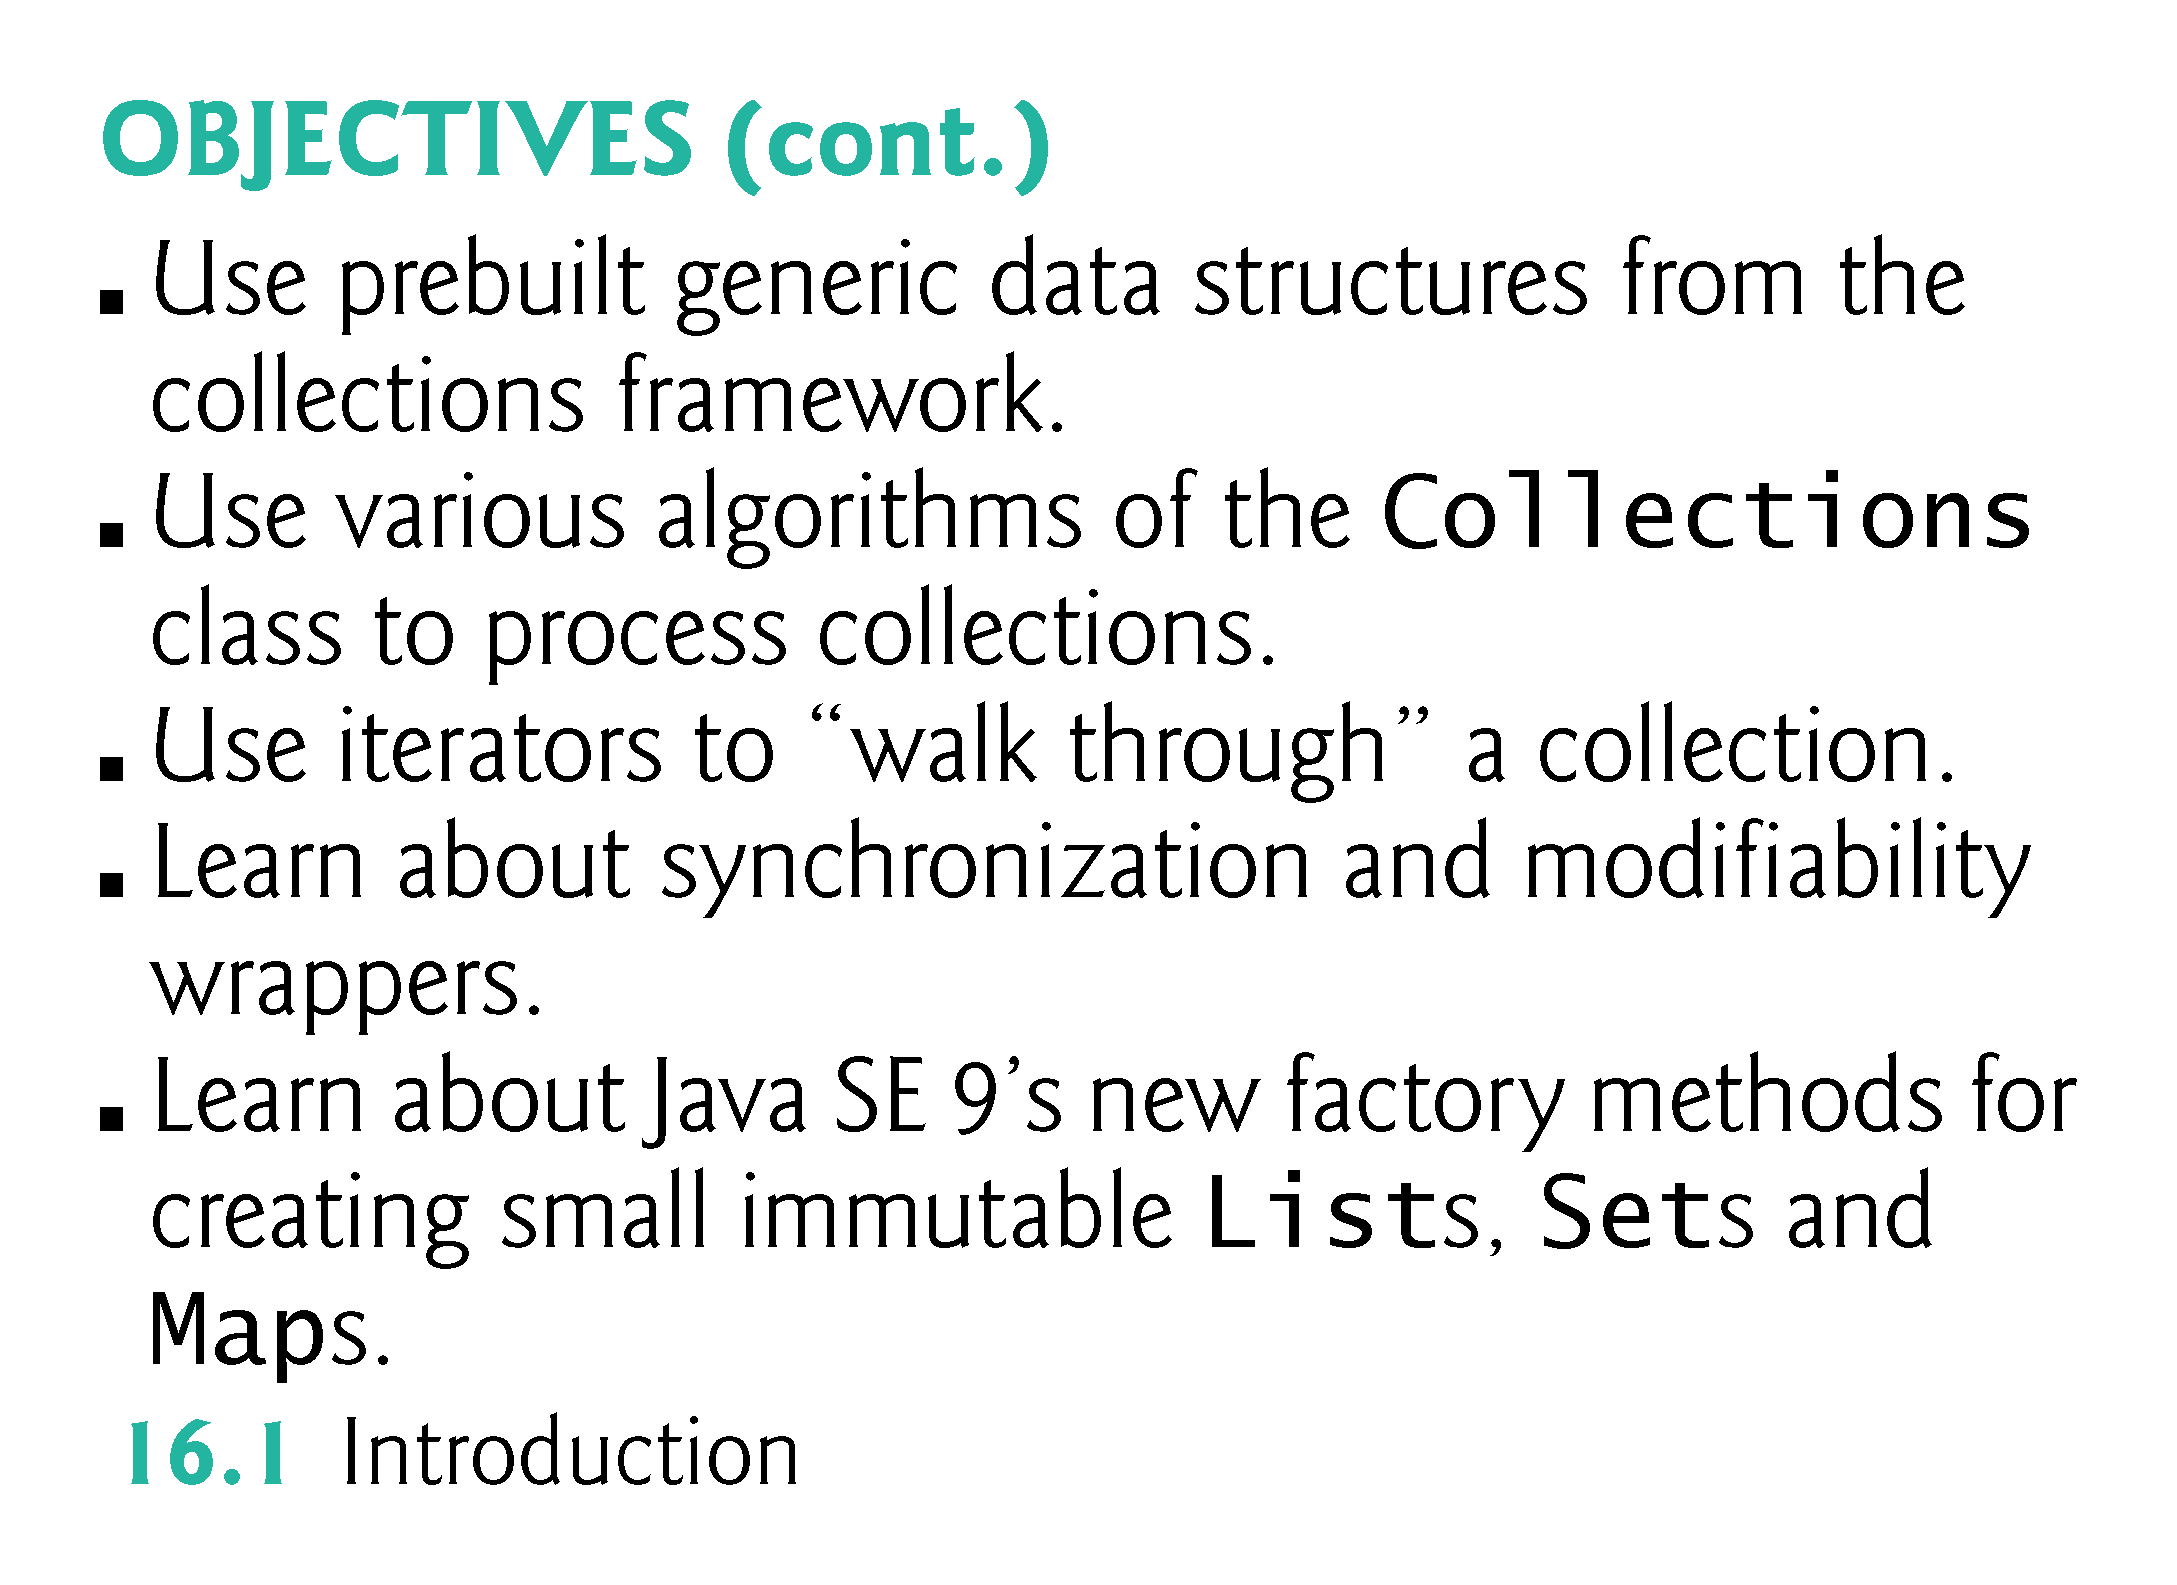 OBJECTIVES (cont.)
▪ Use prebuilt generic data structures from the
collections framework.
▪ Use various algorithms of the Collections
class to process collections.
▪ Use iterators to “walk through” a collection.
▪ Learn about synchronization and modifiability
wrappers.
▪ Learn about Java SE 9’s new factory methods for
creating small immutable Lists, Sets and
Maps.
16.1 Introduction